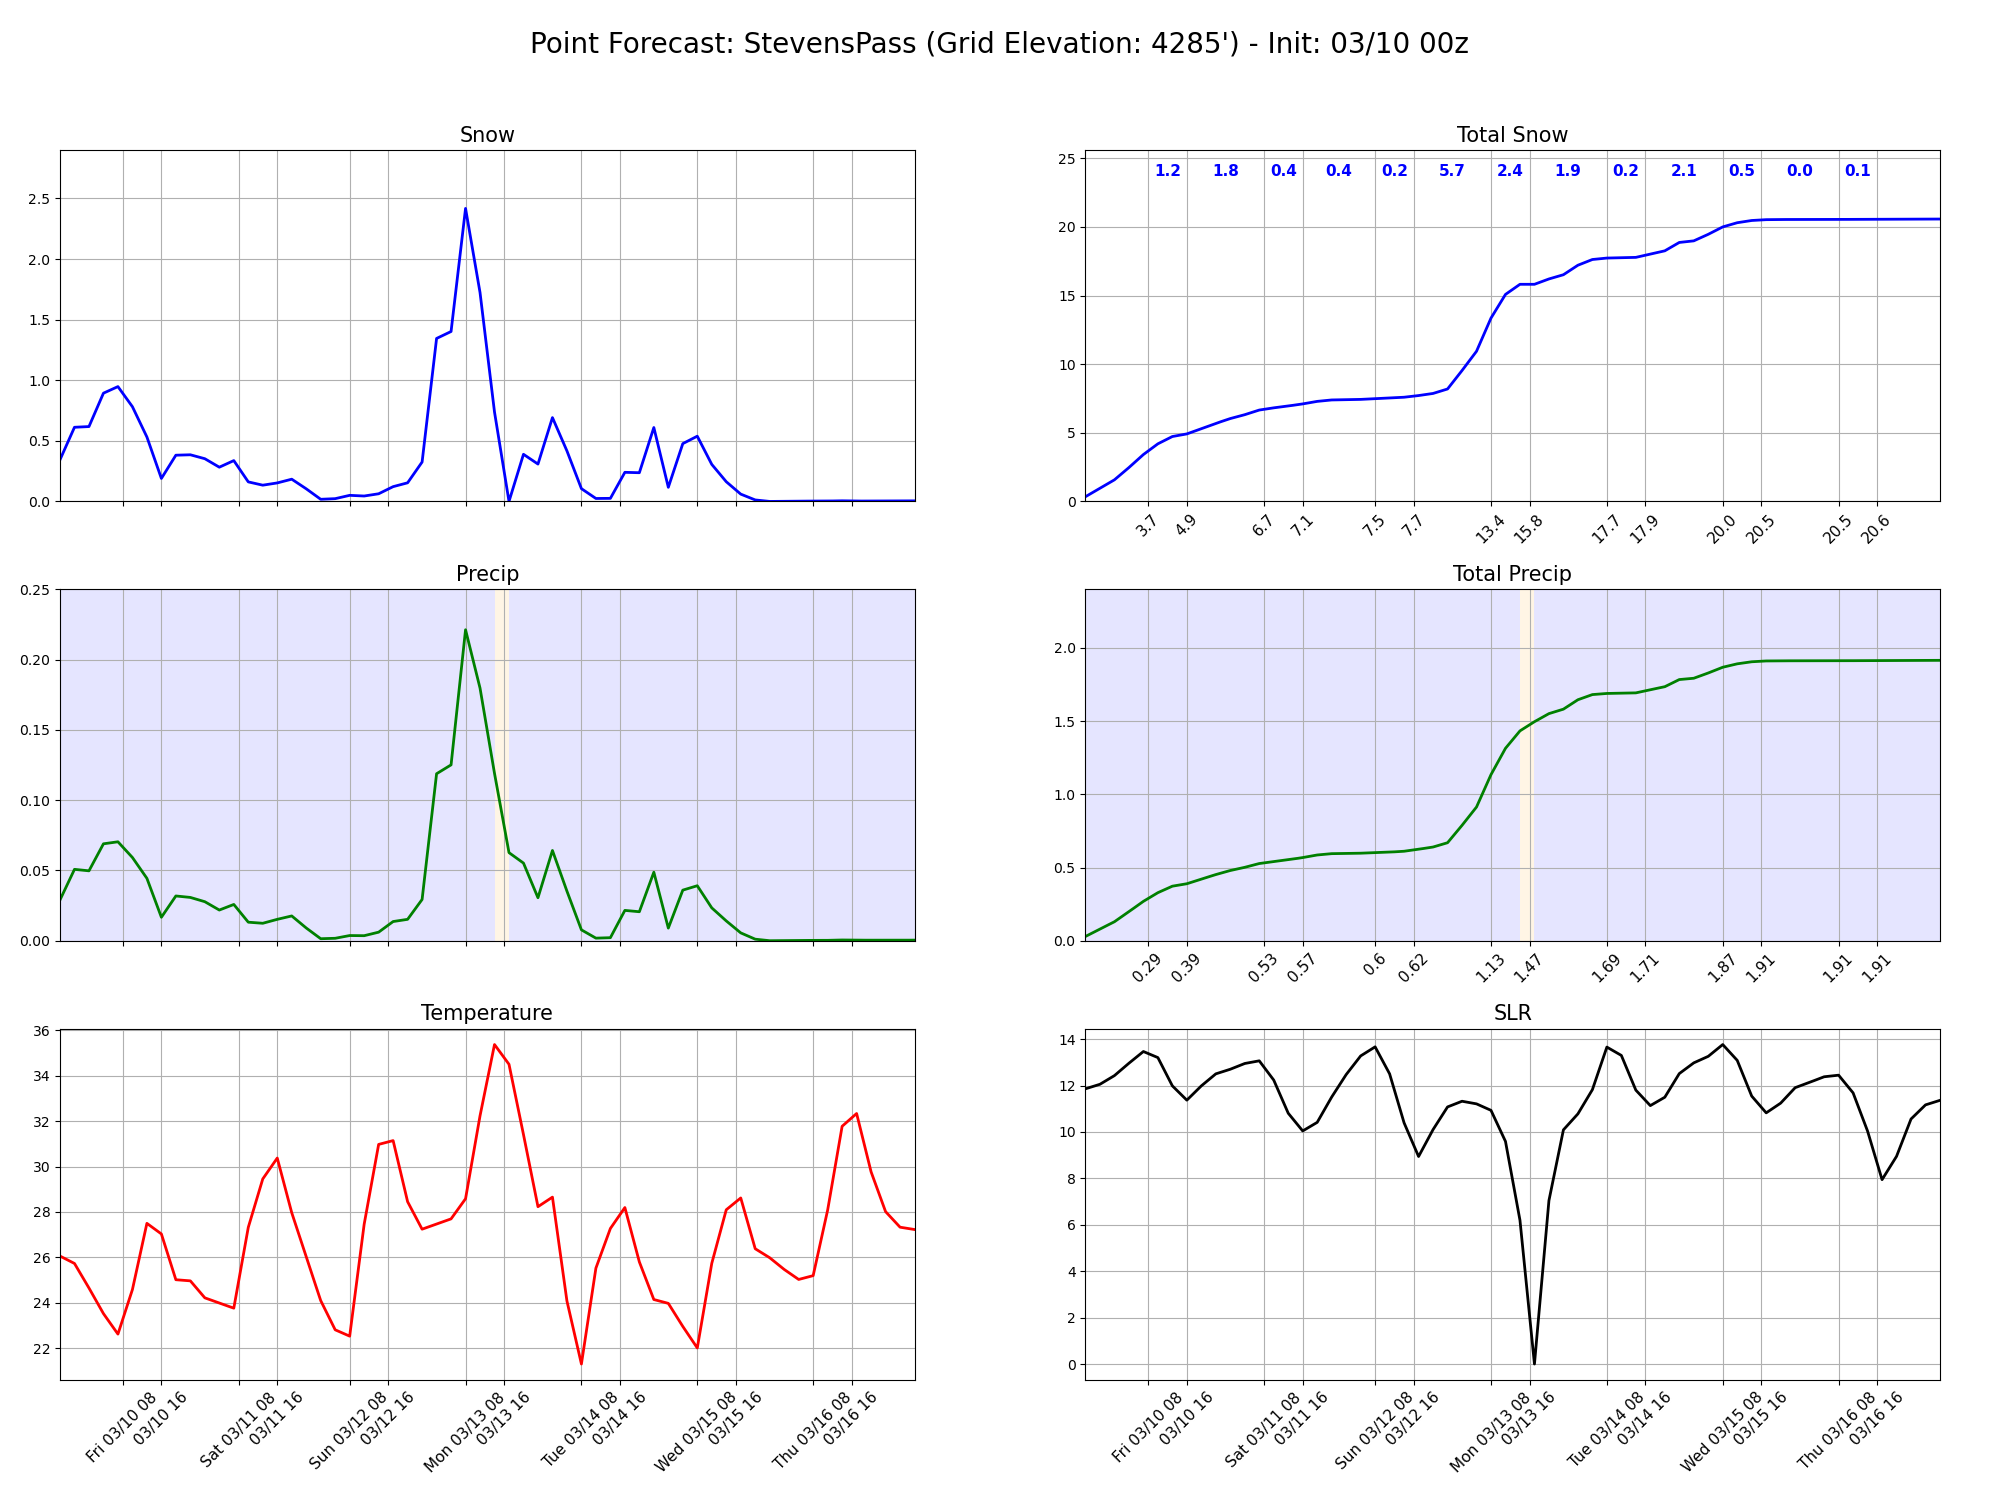 Point Forecast: StevensPass (Grid Elevation: 4285') - Init: 03/10 00z
Snow
2.5
2.0
1.5
1.0
0.5
0.0
Total Snow
1.2 1.8 0.4 0.4 0.2 5.7 2.4 1.9 0.2 2.1 0.5 0.0 0.1
25
20
15
10
5
0
3.7 4.9 6.7 7.1 7.5 7.7 13.4 15.8 17.7 17.9 20.0 20.5 20.5 20.6
Precip
0.25
0.20
0.15
0.10
0.05
0.00
Total Precip
2.0
1.5
1.0
0.5
0.0
0.29 0.39 0.53 0.57 0.6 0.62 1.13 1.47 1.69 1.71 1.87 1.91 1.91 1.91
Temperature
36
34
32
30
28
26
24
22
Fri 03/10 08
03/10 16
Sat 03/11 08
03/11 16
Sun 03/12 08
03/12 16
Mon 03/13 08
03/13 16
Tue 03/14 08
03/14 16
Wed 03/15 08
03/15 16
Thu 03/16 08
03/16 16
SLR
14
12
10
8
6
4
2
0
Fri 03/10 08
03/10 16
Sat 03/11 08
03/11 16
Sun 03/12 08
03/12 16
Mon 03/13 08
03/13 16
Tue 03/14 08
03/14 16
Wed 03/15 08
03/15 16
Thu 03/16 08
03/16 16